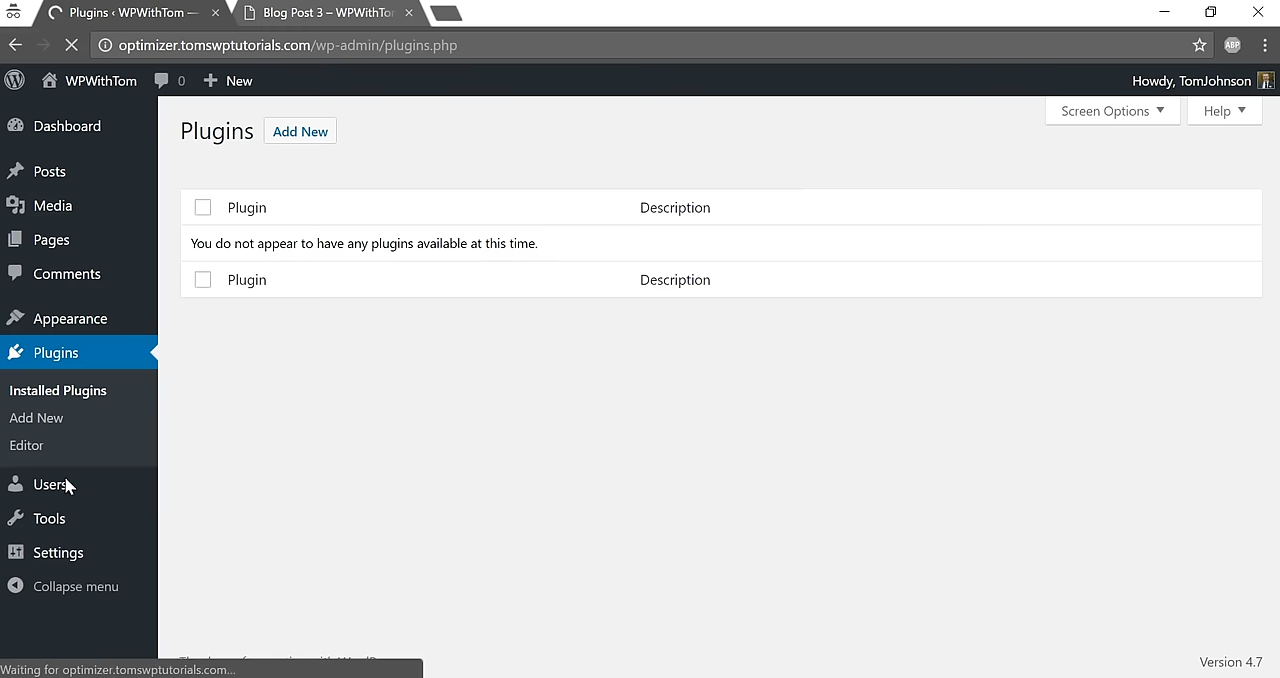 Plugins ‹ WPWithTom —
Blog Post 3 – WPWithTo
optimizer.tomswptutorials.com/wp-admin/plugins.php
ABP
WPWithTom 0 New
Howdy, TomJohnson
Dashboard
Posts
Media
Pages
Comments
Appearance
Plugins
Installed Plugins
Add New
Editor
Users
Tools
Settings
Collapse menu
Screen Options
Help
Plugins Add New
Plugin Description
You do not appear to have any plugins available at this time.
Plugin Description
Version 4.7
Waiting for optimizer.tomswptutorials.com...